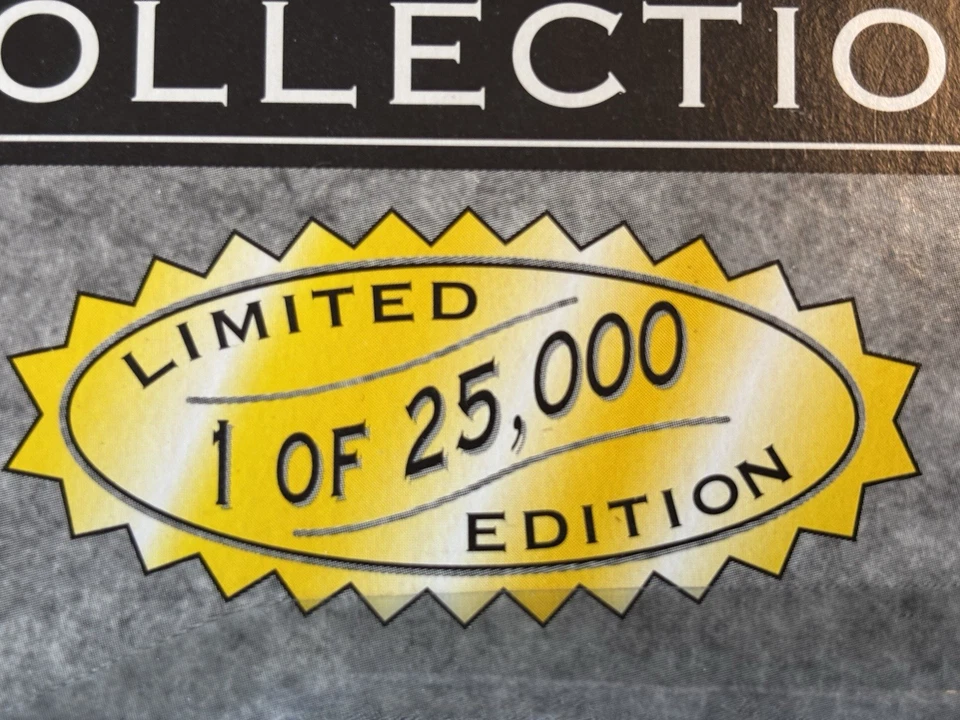 OLLECTIO
LIMITED
1 OF 25,000
EDITION